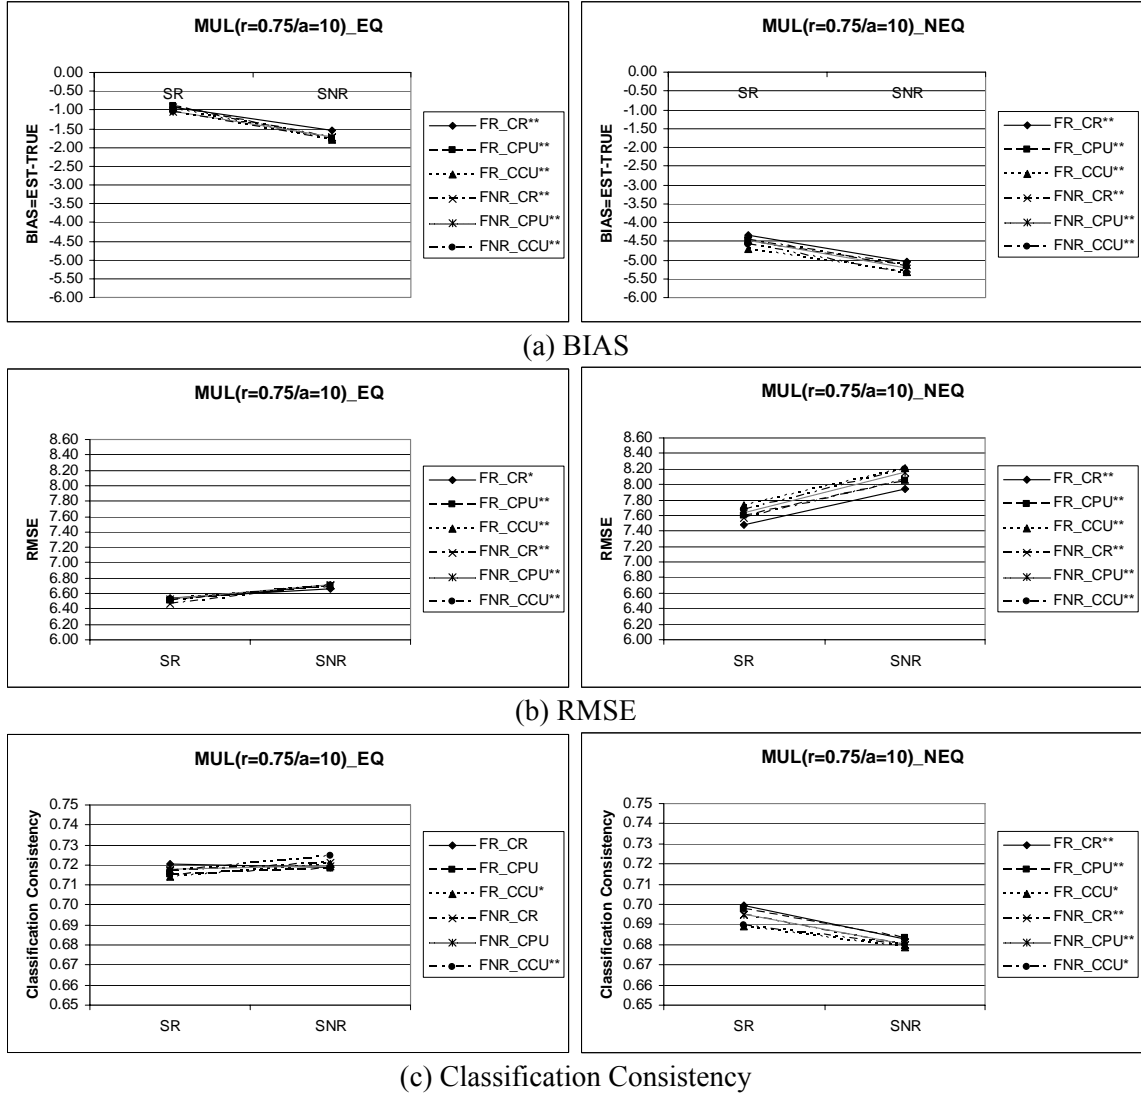 MUL(r=0.75/a=10)_EQ
BIAS=EST-TRUE
0.00
-0.50
-1.00
-1.50
-2.00
-2.50
-3.00
-3.50
-4.00
-4.50
-5.00
-5.50
-6.00
SR
SNR
FR_CR**
FR_CPU**
FR_CCU**
FNR_CR**
FNR_CPU**
FNR_CCU**
MUL(r=0.75/a=10)_NEQ
BIAS=EST-TRUE
0.00
-0.50
-1.00
-1.50
-2.00
-2.50
-3.00
-3.50
-4.00
-4.50
-5.00
-5.50
-6.00
SR
SNR
FR_CR**
FR_CPU**
FR_CCU**
FNR_CR**
FNR_CPU**
FNR_CCU**
(a) BIAS
MUL(r=0.75/a=10)_EQ
RMSE
8.60
8.40
8.20
8.00
7.80
7.60
7.40
7.20
7.00
6.80
6.60
6.40
6.20
6.00
SR
SNR
FR_CR*
FR_CPU**
FR_CCU**
FNR_CR**
FNR_CPU**
FNR_CCU**
MUL(r=0.75/a=10)_NEQ
RMSE
8.60
8.40
8.20
8.00
7.80
7.60
7.40
7.20
7.00
6.80
6.60
6.40
6.20
6.00
SR
SNR
FR_CR**
FR_CPU**
FR_CCU**
FNR_CR**
FNR_CPU**
FNR_CCU**
(b) RMSE
MUL(r=0.75/a=10)_EQ
Classification Consistency
0.75
0.74
0.73
0.72
0.71
0.70
0.69
0.68
0.67
0.66
0.65
SR
SNR
FR_CR
FR_CPU
FR_CCU*
FNR_CR
FNR_CPU
FNR_CCU**
MUL(r=0.75/a=10)_NEQ
Classification Consistency
0.75
0.74
0.73
0.72
0.71
0.70
0.69
0.68
0.67
0.66
0.65
SR
SNR
FR_CR**
FR_CPU**
FR_CCU*
FNR_CR**
FNR_CPU**
FNR_CCU*
(c) Classification Consistency